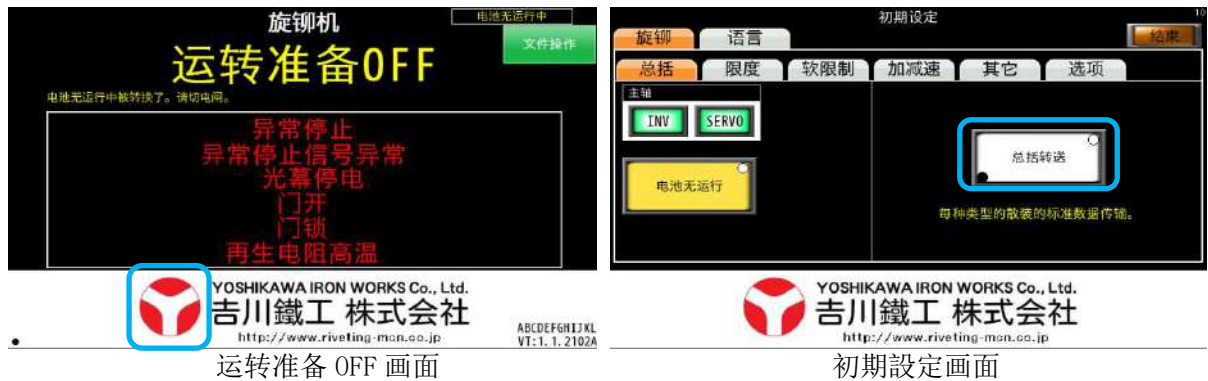 旋铆机
电池无运行中
文件操作
运转准备OFF
电池无运行中被转换了。请切电闸。
异常停止
异常停止信号异常
光幕停电
门开
门锁
再生电阻高温
YOSHIKAWA IRON WORKS Co., Ltd.
吉川鐵工 株式会社
http://www.riveting-mcn.co.jp
ABCDEFGHIJKL
VT:1.1.2102A
运转准备 OFF 画面
初期设定
10
旋铆
语言
结束
总括
限度
软限制
加减速
其它
选项
主轴
INV
SERVO
电池无运行
总括转送
每种类型的散装的标准数据传输。
YOSHIKAWA IRON WORKS Co., Ltd.
吉川鐵工 株式会社
http://www.riveting-mcn.co.jp
初期設定画面